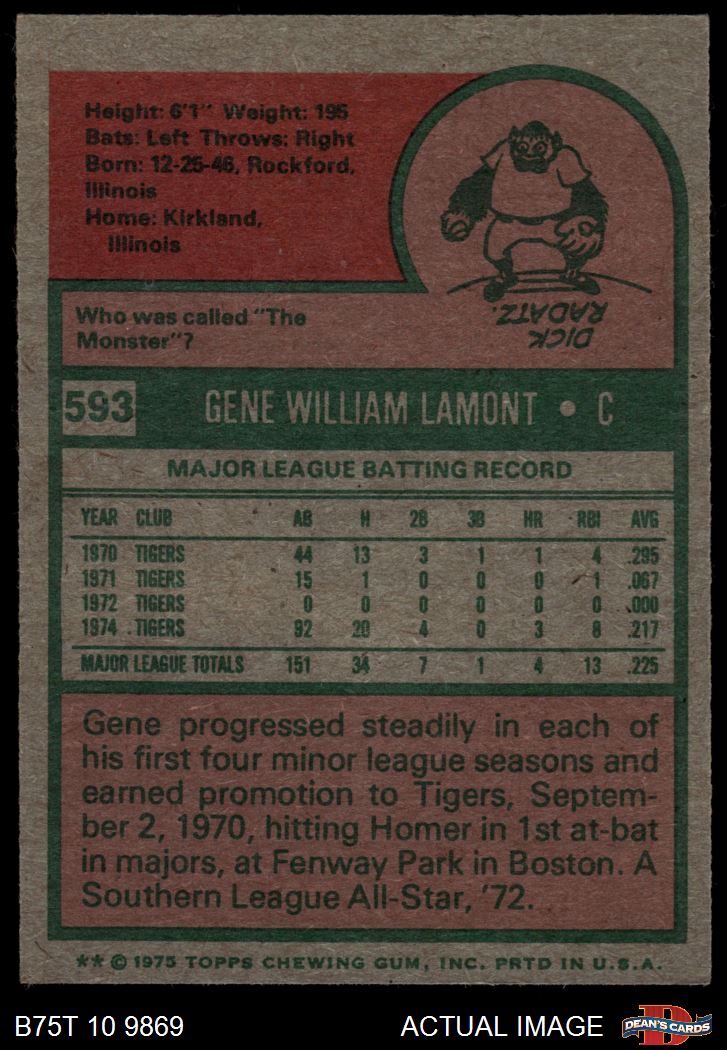 Height: 6'1" Weight: 195
Bats: Left Throws: Right
Born: 12-25-46, Rockford,
Illinois
Home: Kirkland,
Illinois
DICK
RADATZ.
Who was called "The
Monster"?
593 GENE WILLIAM LAMONT • C
MAJOR LEAGUE BATTING RECORD
YEAR CLUB AB H 2B 3B HR RBI AVG
1970 TIGERS 44 13 3 1 1 4 .295
1971 TIGERS 15 1 0 0 0 1 .067
1972 TIGERS 0 0 0 0 0 0 .000
1974 TIGERS 92 20 4 0 3 8 .217
MAJOR LEAGUE TOTALS 151 34 7 1 4 13 .225
Gene progressed steadily in each of
his first four minor league seasons and
earned promotion to Tigers, Septem-
ber 2, 1970, hitting Homer in 1st at-bat
in majors, at Fenway Park in Boston. A
Southern League All-Star, '72.
** © 1975 TOPPS CHEWING GUM, INC. PRTD IN U.S.A.
B75T 10 9869 ACTUAL IMAGE DEAN'S CARDS